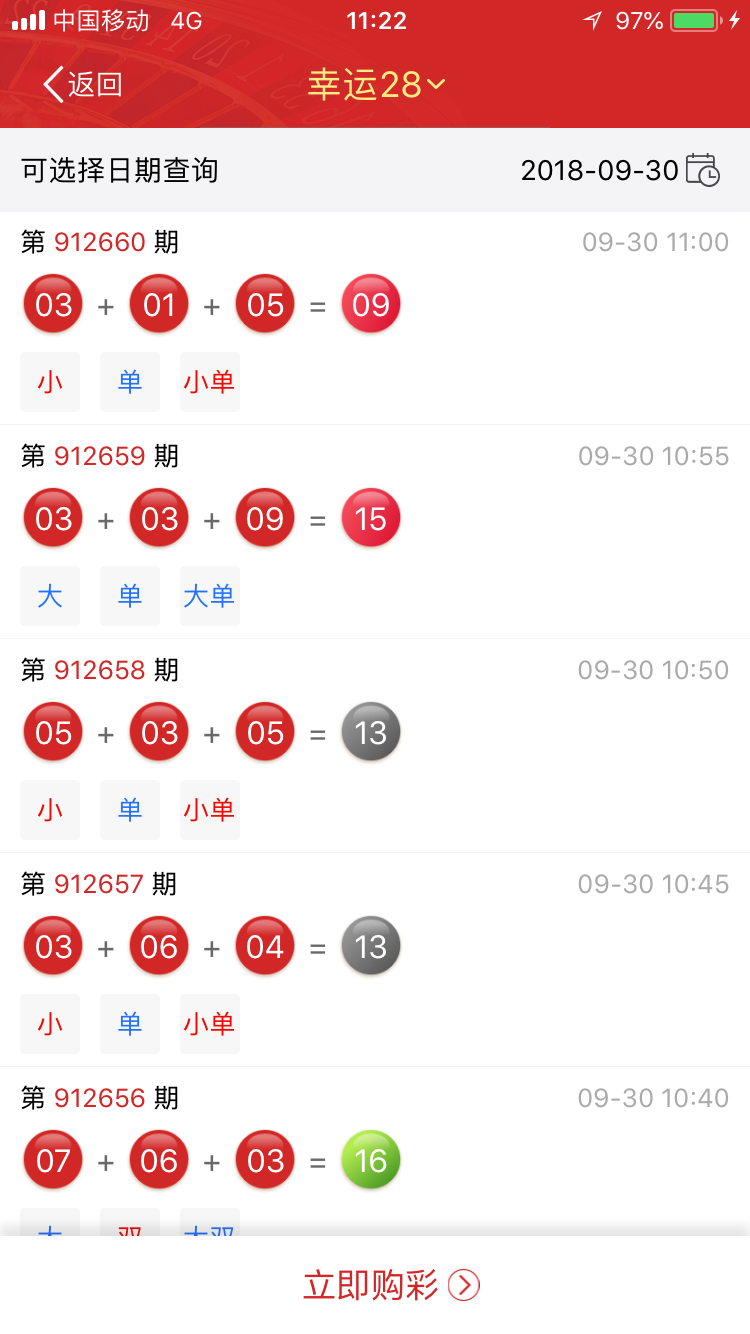 中国移动 4G 11:22 97%
返回 幸运28
可选择日期查询 2018-09-30
第 912660 期 09-30 11:00
03 + 01 + 05 = 09
小 单 小单
第 912659 期 09-30 10:55
03 + 03 + 09 = 15
大 单 大单
第 912658 期 09-30 10:50
05 + 03 + 05 = 13
小 单 小单
第 912657 期 09-30 10:45
03 + 06 + 04 = 13
小 单 小单
第 912656 期 09-30 10:40
07 + 06 + 03 = 16
大 双 大双
立即购彩